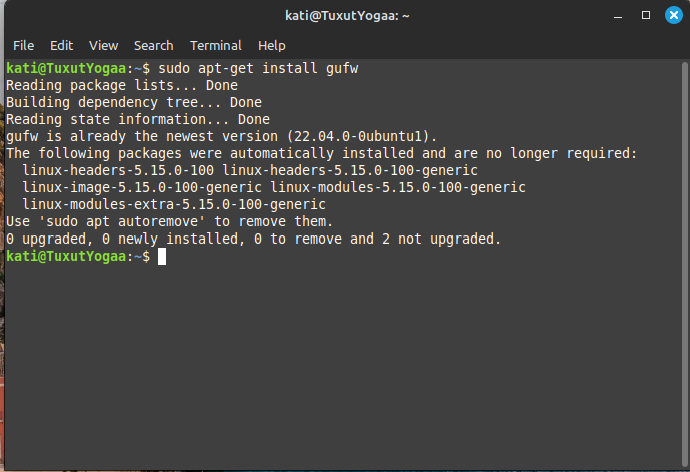 kati@TuxutYogaa: ~
File Edit View Search Terminal Help
kati@TuxutYogaa:~$ sudo apt-get install gufw
Reading package lists... Done
Building dependency tree... Done
Reading state information... Done
gufw is already the newest version (22.04.0-0ubuntu1).
The following packages were automatically installed and are no longer required:
  linux-headers-5.15.0-100 linux-headers-5.15.0-100-generic
  linux-image-5.15.0-100-generic linux-modules-5.15.0-100-generic
  linux-modules-extra-5.15.0-100-generic
Use 'sudo apt autoremove' to remove them.
0 upgraded, 0 newly installed, 0 to remove and 2 not upgraded.
kati@TuxutYogaa:~$